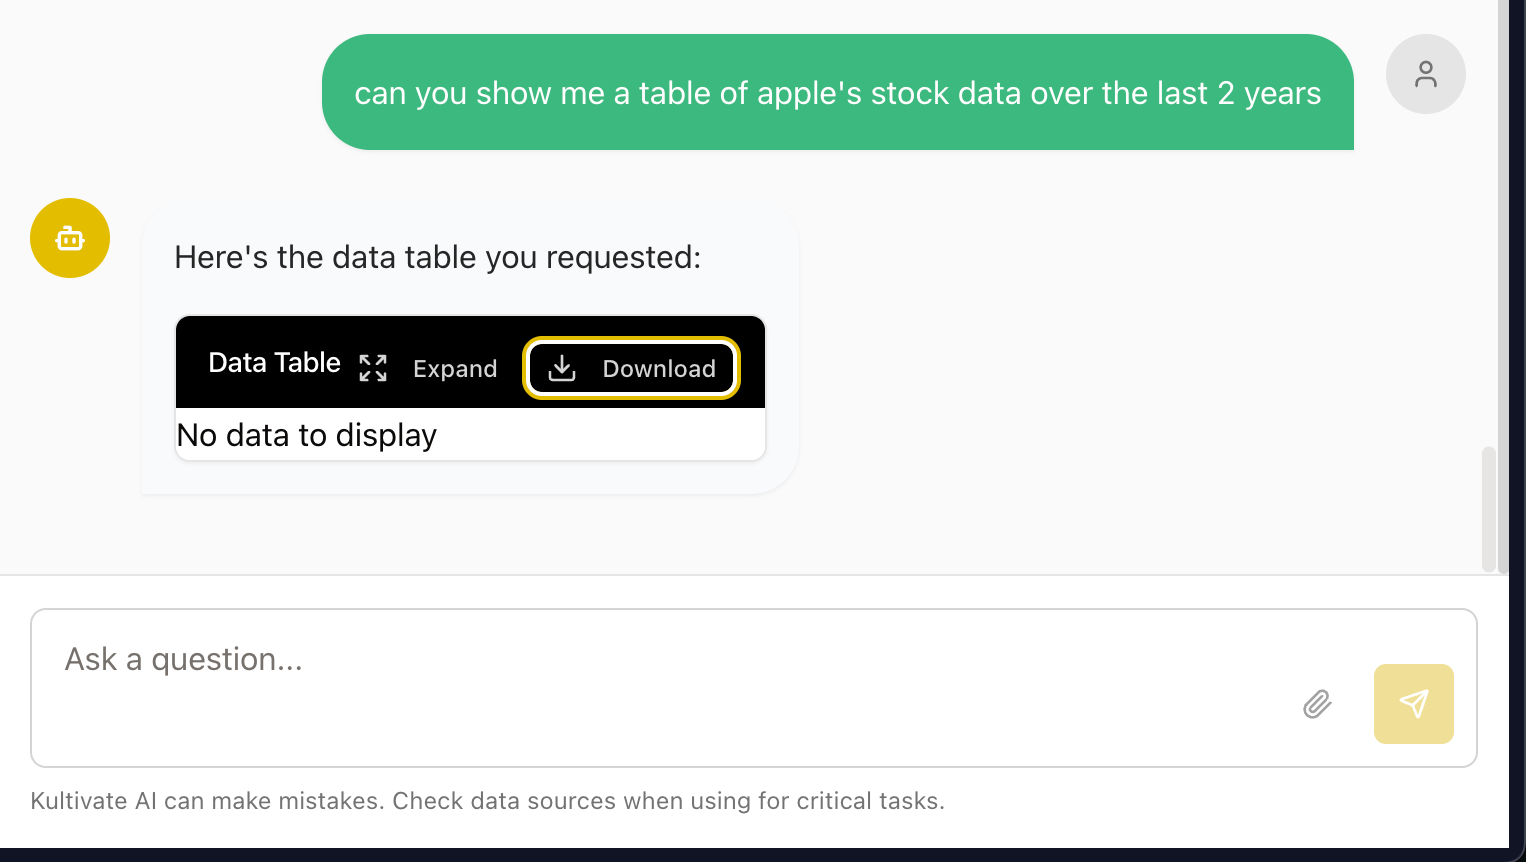 can you show me a table of apple's stock data over the last 2 years
Here's the data table you requested:
Data Table Expand Download
No data to display
Ask a question...
Kultivate AI can make mistakes. Check data sources when using for critical tasks.